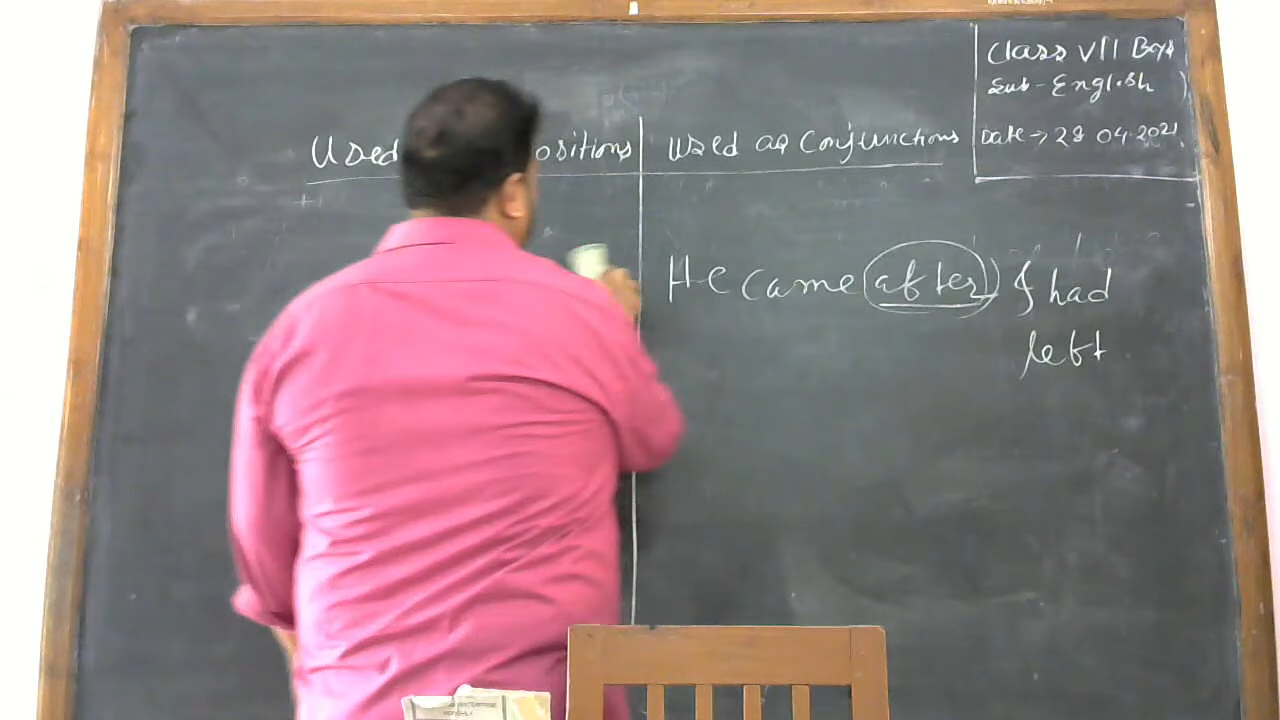 Class VII Boys
Sub - English
Date → 28 04.2021
Used ositions
Used as Conjunctions
He came after I had
left